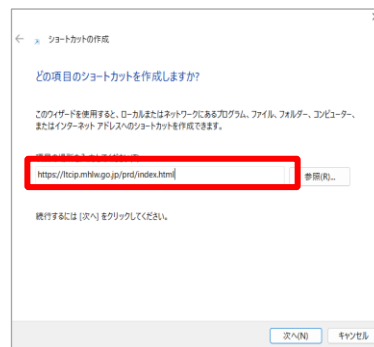 ショートカットの作成
どの項目のショートカットを作成しますか?
このウィザードを使用すると、ローカルまたはネットワークにあるプログラム、ファイル、フォルダー、コンピューター、
またはインターネット アドレスへのショートカットを作成できます。
https://ltcip.mhlw.go.jp/prd/index.html
参照(R)...
続行するには [次へ] をクリックしてください。
次へ(N)
キャンセル